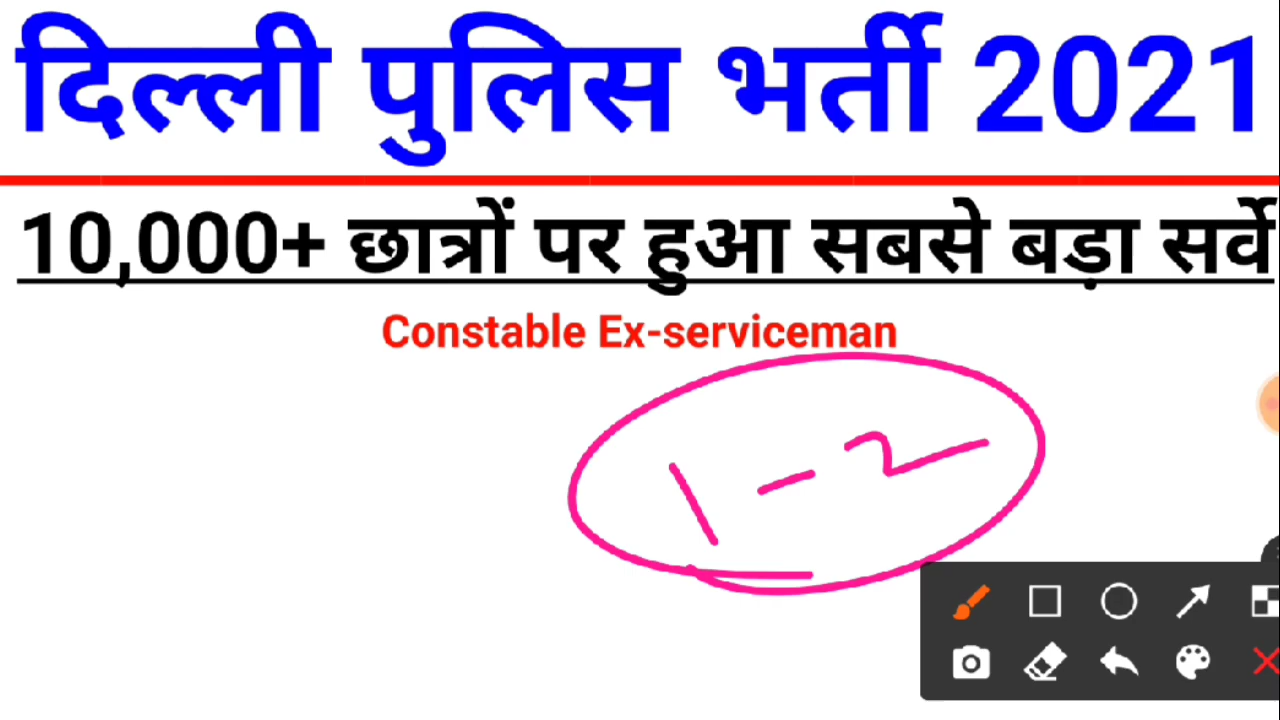 दिल्ली पुलिस भर्ती 2021
10,000+ छात्रों पर हुआ सबसे बड़ा सर्वे
Constable Ex-serviceman
1-2